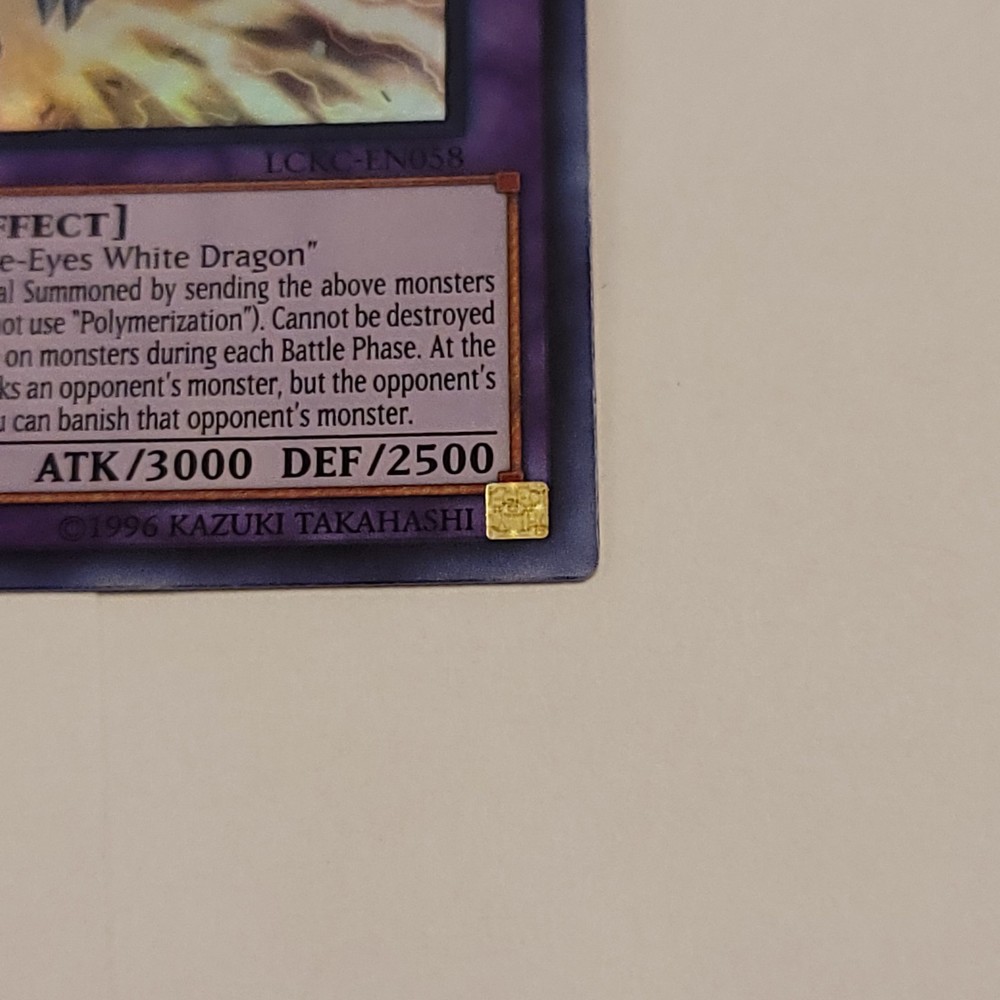 LCKC-EN058
FFECT]
e-Eyes White Dragon"
al Summoned by sending the above monsters
ot use "Polymerization"). Cannot be destroyed
on monsters during each Battle Phase. At the
ks an opponent's monster, but the opponent's
u can banish that opponent's monster.
ATK/3000 DEF/2500
©1996 KAZUKI TAKAHASHI